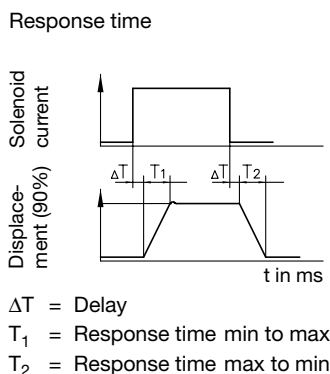 Response time
Solenoid
current
ΔT T₁ ΔT T₂
Displace-
ment (90%)
t in ms
ΔT = Delay
T₁ = Response time min to max
T₂ = Response time max to min